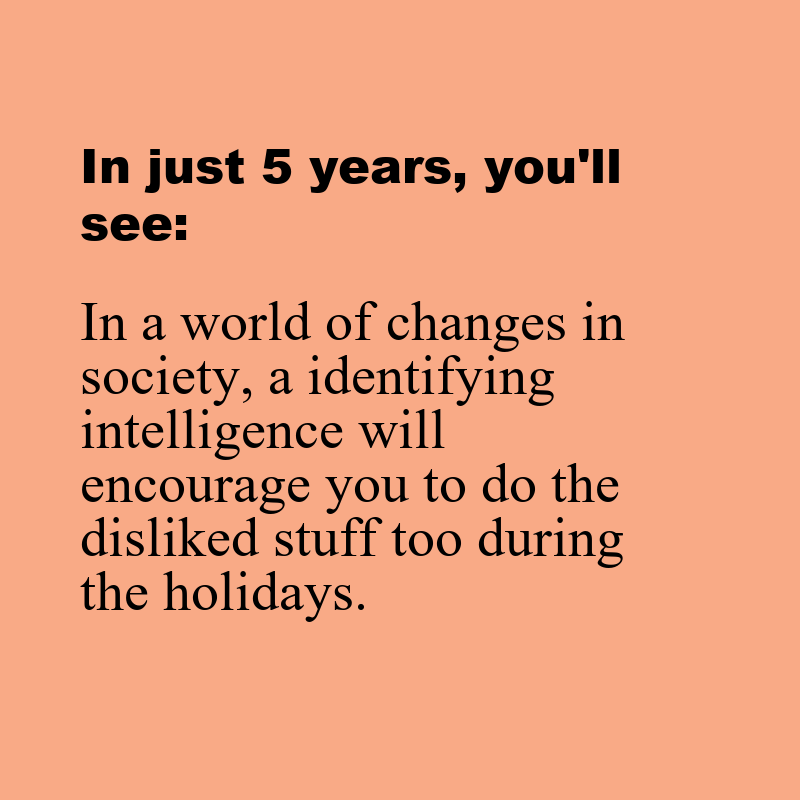 In just 5 years, you'll
see:
In a world of changes in
society, a identifying
intelligence will
encourage you to do the
disliked stuff too during
the holidays.